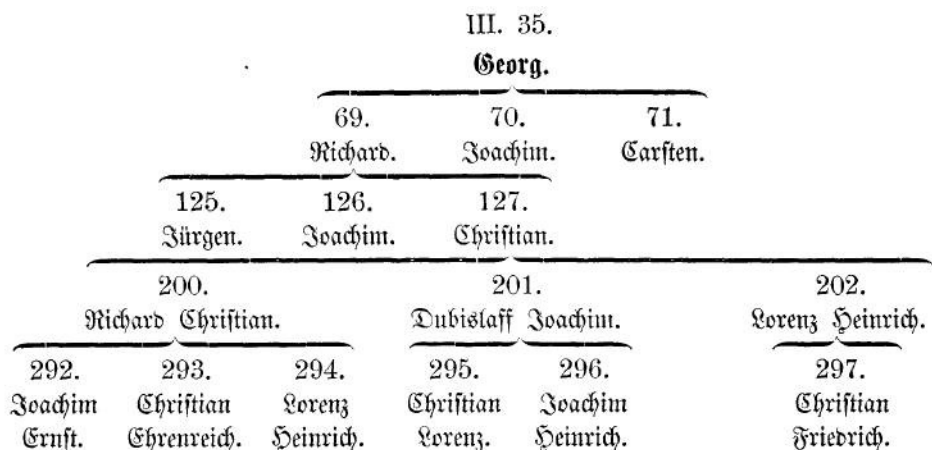 III. 35.
Georg.
69. 70. 71.
Richard. Joachim. Carsten.
125. 126. 127.
Jürgen. Joachim. Christian.
200. 201. 202.
Richard Christian. Dubislaff Joachim. Lorenz Heinrich.
292. 293. 294. 295. 296. 297.
Joachim Christian Lorenz Christian Joachim Christian
Ernst. Ehrenreich. Heinrich. Lorenz. Heinrich. Friedrich.